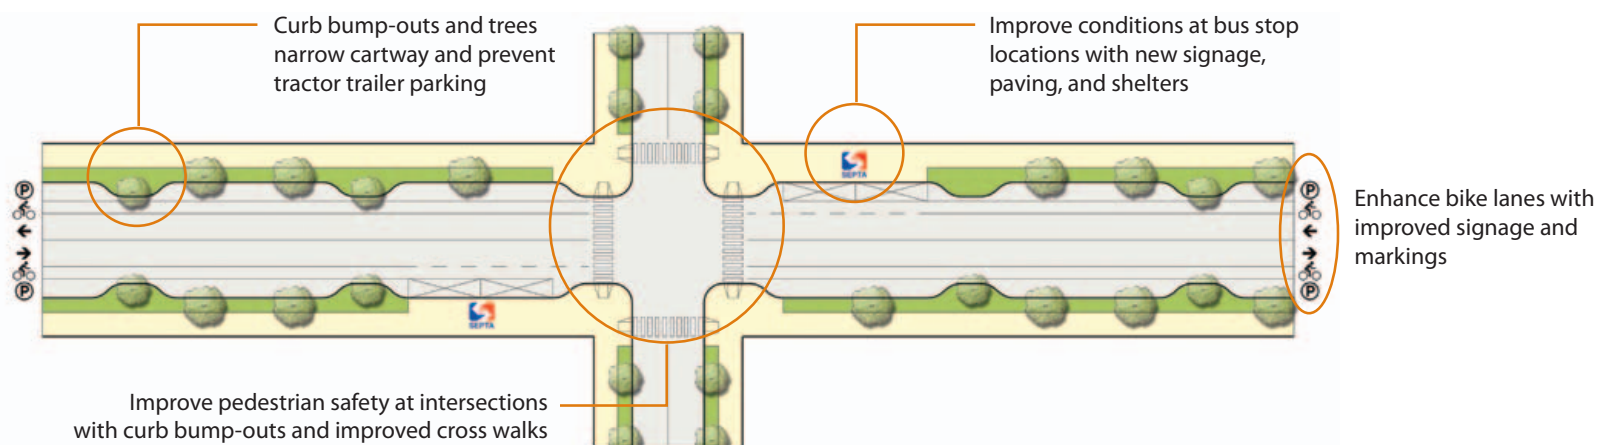 Curb bump-outs and trees
narrow cartway and prevent
tractor trailer parking
Improve conditions at bus stop
locations with new signage,
paving, and shelters
SEPTA
P
P
Enhance bike lanes with
improved signage and
markings
P
P
SEPTA
Improve pedestrian safety at intersections
with curb bump-outs and improved cross walks